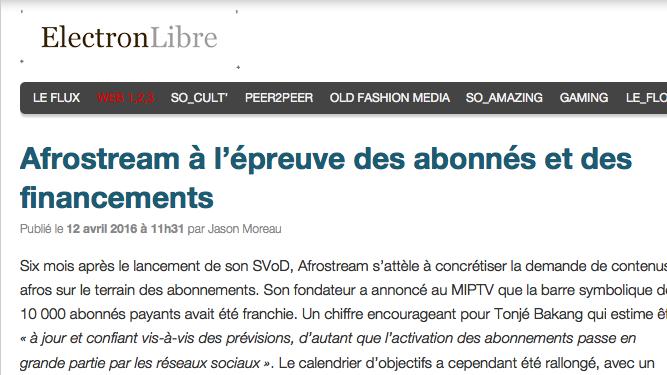 ElectronLibre
LE FLUX WEB 1,2,3 SO_CULT' PEER2PEER OLD FASHION MEDIA SO_AMAZING GAMING
Afrostream à l’épreuve des abonnés et des
financements
Publié le 12 avril 2016 à 11h31 par Jason Moreau
Six mois après le lancement de son SVoD, Afrostream s’attèle à concrétiser la demande de contenus
afros sur le terrain des abonnements. Son fondateur a annoncé au MIPTV que la barre symbolique
10 000 abonnés payants avait été franchie. Un chiffre encourageant pour Tonjé Bakang qui estime
« à jour et confiant vis-à-vis des prévisions, d’autant que l’activation des abonnements passe en
grande partie par les réseaux sociaux ». Le calendrier d’objectifs a cependant été rallongé, avec un